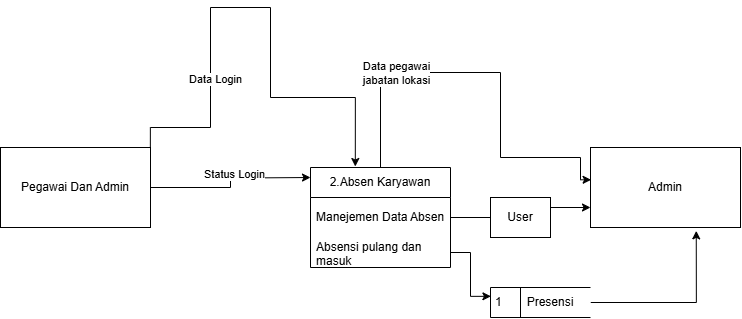 Data pegawai
jabatan lokasi
Data Login
Status Login
Pegawai Dan Admin
2.Absen Karyawan
Admin
Manejemen Data Absen
User
Absensi pulang dan
masuk
1
Presensi